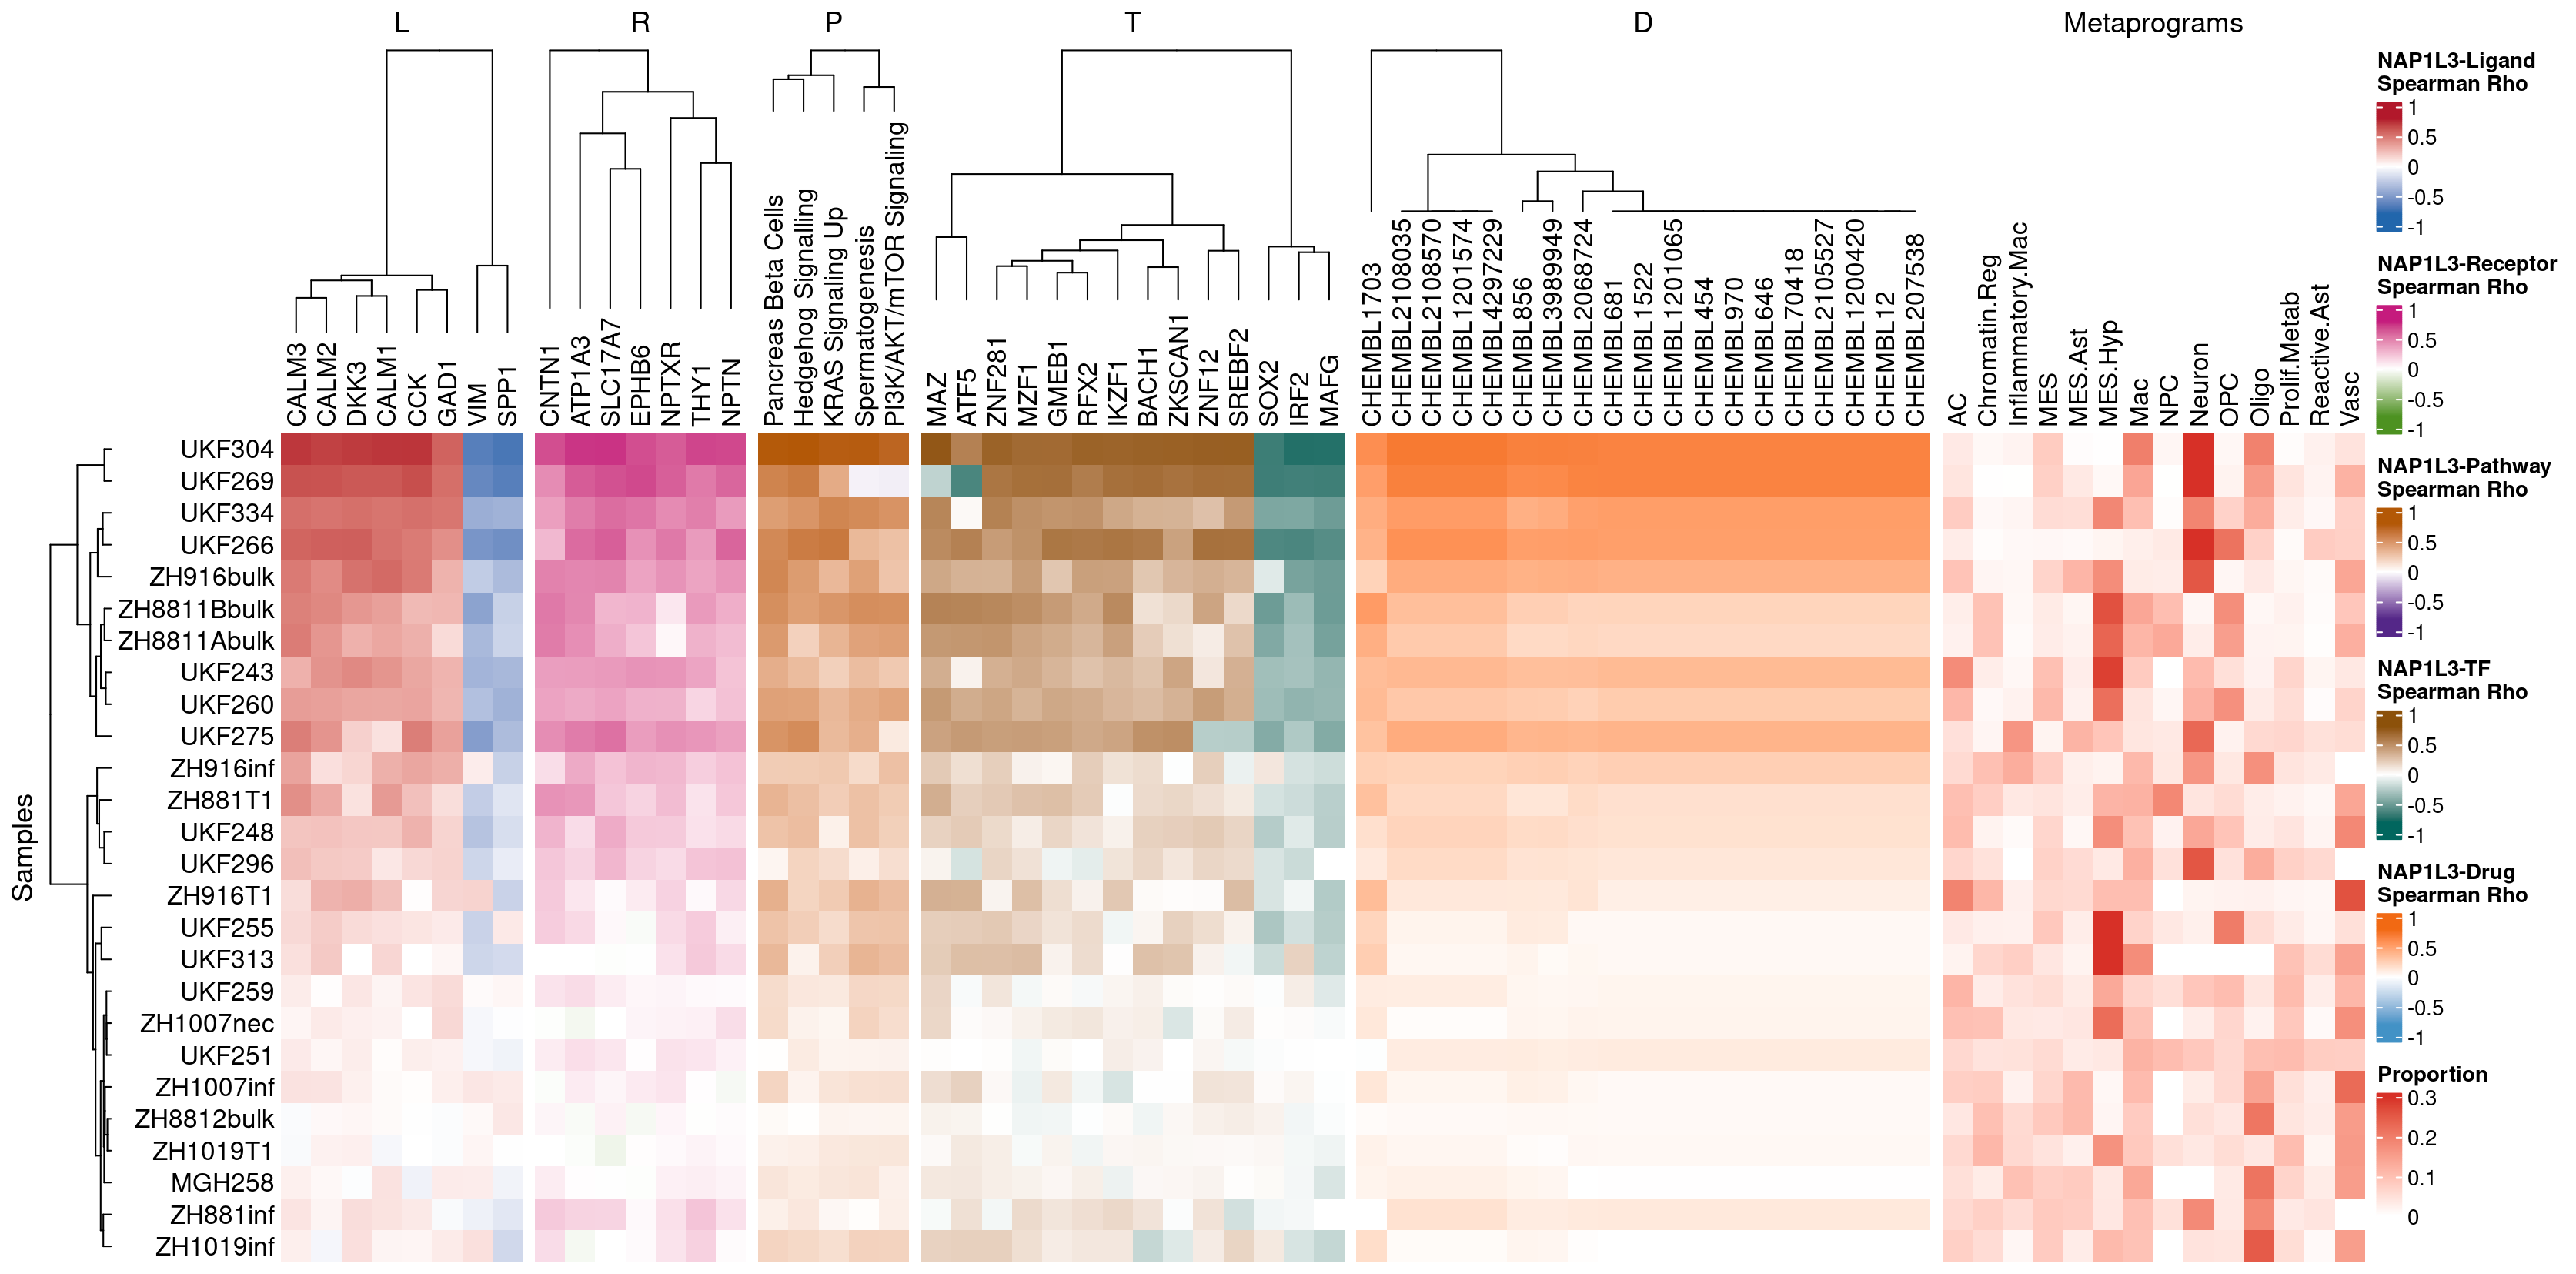 L
R
P
T
D
Metaprograms
CALM3
CALM2
DKK3
CALM1
CCK
GAD1
VIM
SPP1
CNTN1
ATP1A3
SLC17A7
EPHB6
NPTXR
THY1
NPTN
Pancreas Beta Cells
Hedgehog Signalling
KRAS Signaling Up
Spermatogenesis
PI3K/AKT/mTOR Signaling
MAZ
ATF5
ZNF281
MZF1
GMEB1
RFX2
IKZF1
BACH1
ZKSCAN1
ZNF12
SREBF2
SOX2
IRF2
MAFG
CHEMBL1703
CHEMBL2108035
CHEMBL2108570
CHEMBL1201574
CHEMBL4297229
CHEMBL856
CHEMBL3989949
CHEMBL2068724
CHEMBL681
CHEMBL1522
CHEMBL1201065
CHEMBL454
CHEMBL970
CHEMBL646
CHEMBL70418
CHEMBL2105527
CHEMBL1200420
CHEMBL12
CHEMBL207538
AC
Chromatin.Reg
Inflammatory.Mac
MES
MES.Ast
MES.Hyp
Mac
NPC
Neuron
OPC
Oligo
Prolif.Metab
Reactive.Ast
Vasc
Samples
UKF304
UKF269
UKF334
UKF266
ZH916bulk
ZH8811Bbulk
ZH8811Abulk
UKF243
UKF260
UKF275
ZH916inf
ZH881T1
UKF248
UKF296
ZH916T1
UKF255
UKF313
UKF259
ZH1007nec
UKF251
ZH1007inf
ZH8812bulk
ZH1019T1
MGH258
ZH881inf
ZH1019inf
NAP1L3-Ligand
Spearman Rho
1
0.5
0
-0.5
-1
NAP1L3-Receptor
Spearman Rho
1
0.5
0
-0.5
-1
NAP1L3-Pathway
Spearman Rho
1
0.5
0
-0.5
-1
NAP1L3-TF
Spearman Rho
1
0.5
0
-0.5
-1
NAP1L3-Drug
Spearman Rho
1
0.5
0
-0.5
-1
Proportion
0.3
0.2
0.1
0